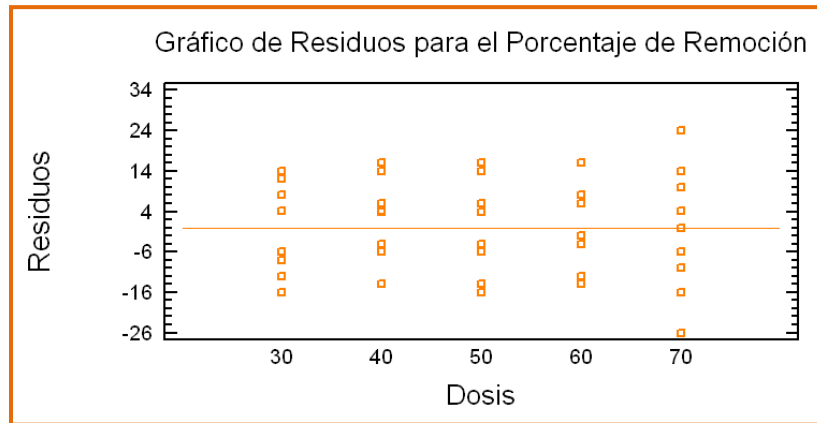 Gráfico de Residuos para el Porcentaje de Remoción
34
24
14
4
-6
-16
-26
Residuos
30 40 50 60 70
Dosis